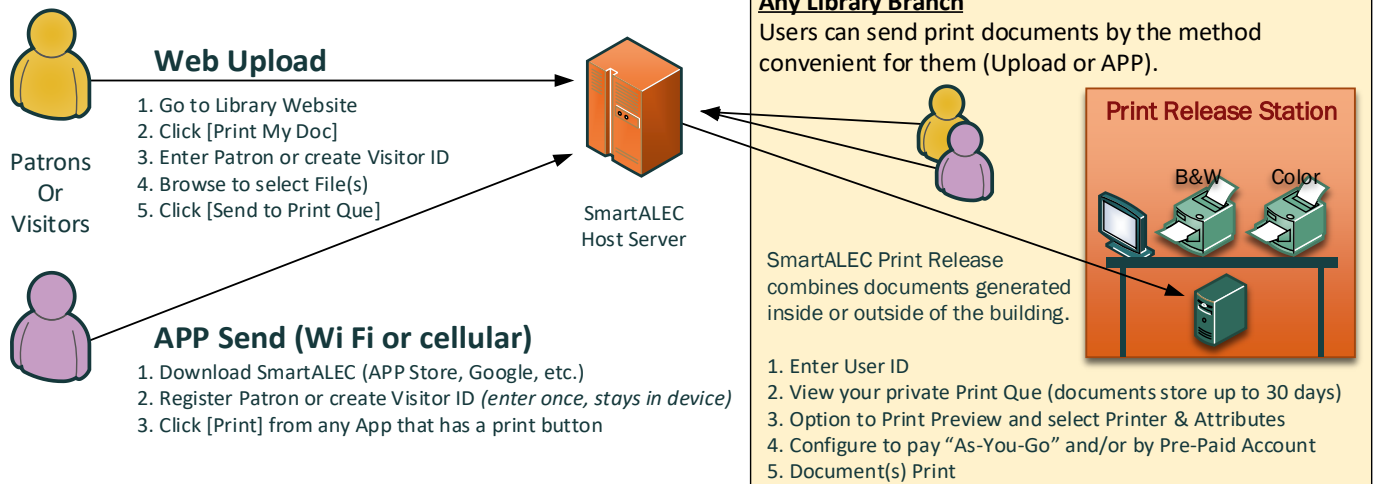 Web Upload
1. Go to Library Website
2. Click [Print My Doc]
3. Enter Patron or create Visitor ID
4. Browse to select File(s)
5. Click [Send to Print Que]
Patrons
Or
Visitors
APP Send (Wi Fi or cellular)
1. Download SmartALEC (APP Store, Google, etc.)
2. Register Patron or create Visitor ID (enter once, stays in device)
3. Click [Print] from any App that has a print button
SmartALEC
Host Server
Any Library Branch
Users can send print documents by the method
convenient for them (Upload or APP).
Print Release Station
B&W Color
SmartALEC Print Release
combines documents generated
inside or outside of the building.
1. Enter User ID
2. View your private Print Que (documents store up to 30 days)
3. Option to Print Preview and select Printer & Attributes
4. Configure to pay “As-You-Go” and/or by Pre-Paid Account
5. Document(s) Print